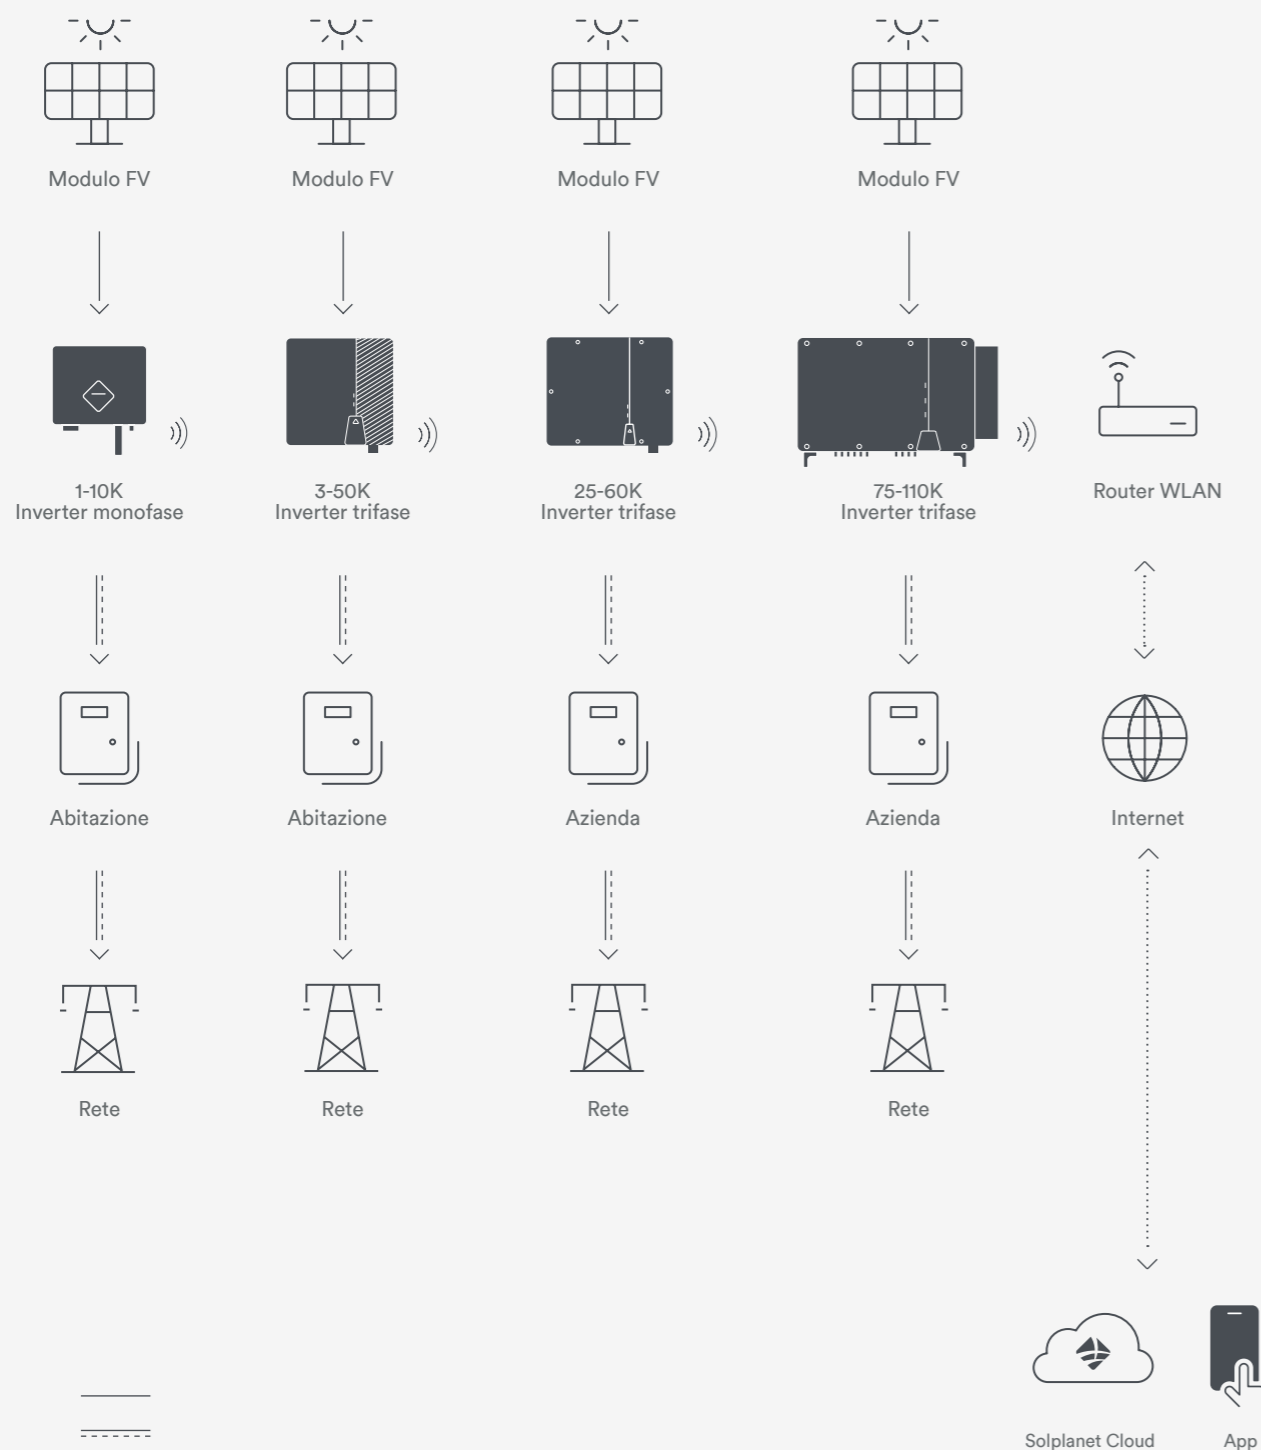 Modulo FV
Modulo FV
Modulo FV
Modulo FV
1-10K
Inverter monofase
3-50K
Inverter trifase
25-60K
Inverter trifase
75-110K
Inverter trifase
Router WLAN
Abitazione
Abitazione
Azienda
Azienda
Internet
Rete
Rete
Rete
Rete
Solplanet Cloud
App